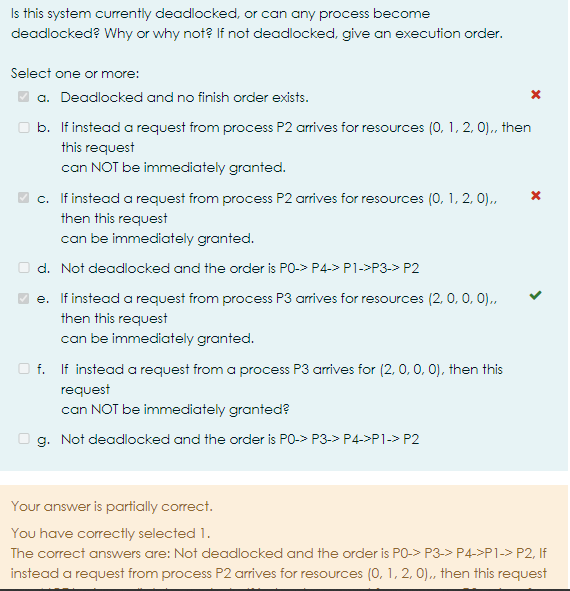 Is this system currently deadlocked, or can any process become
deadlocked? Why or why not? If not deadlocked, give an execution order.
Select one or more:
a. Deadlocked and no finish order exists.
b. If instead a request from process P2 arrives for resources (0, 1, 2, 0),, then
this request
can NOT be immediately granted.
c. If instead a request from process P2 arrives for resources (0, 1, 2, 0),,
then this request
can be immediately granted.
d. Not deadlocked and the order is P0-> P4-> P1->P3-> P2
e. If instead a request from process P3 arrives for resources (2, 0, 0, 0),,
then this request
can be immediately granted.
f. If instead a request from a process P3 arrives for (2, 0, 0, 0), then this
request
can NOT be immediately granted?
g. Not deadlocked and the order is P0-> P3-> P4->P1-> P2
Your answer is partially correct.
You have correctly selected 1.
The correct answers are: Not deadlocked and the order is P0-> P3-> P4->P1-> P2, If
instead a request from process P2 arrives for resources (0, 1, 2, 0),, then this request